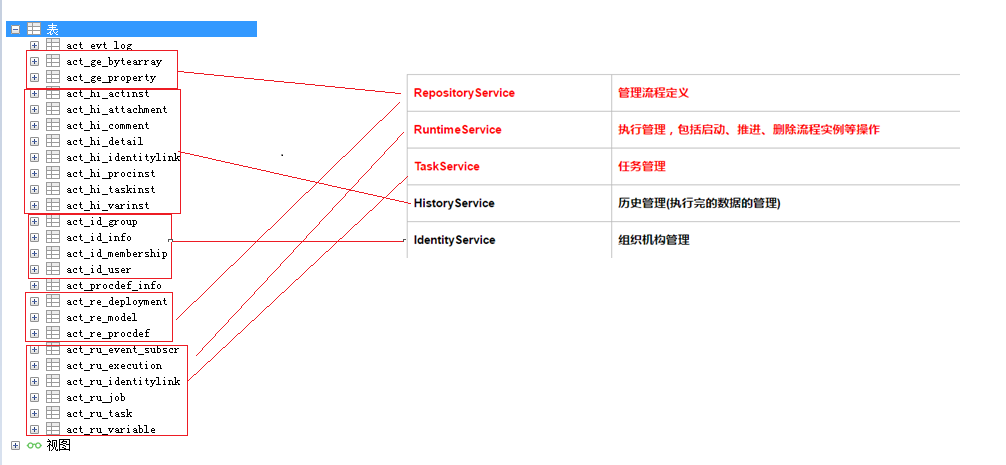 表
act_evt_log
act_ge_bytearray
act_ge_property
act_hi_actinst
act_hi_attachment
act_hi_comment
act_hi_detail
act_hi_identitylink
act_hi_procinst
act_hi_taskinst
act_hi_varinst
act_id_group
act_id_info
act_id_membership
act_id_user
act_procdef_info
act_re_deployment
act_re_model
act_re_procdef
act_ru_event_subscr
act_ru_execution
act_ru_identitylink
act_ru_job
act_ru_task
act_ru_variable
视图
RepositoryService 管理流程定义
RuntimeService 执行管理，包括启动、推进、删除流程实例等操作
TaskService 任务管理
HistoryService 历史管理(执行完的数据的管理)
IdentityService 组织机构管理